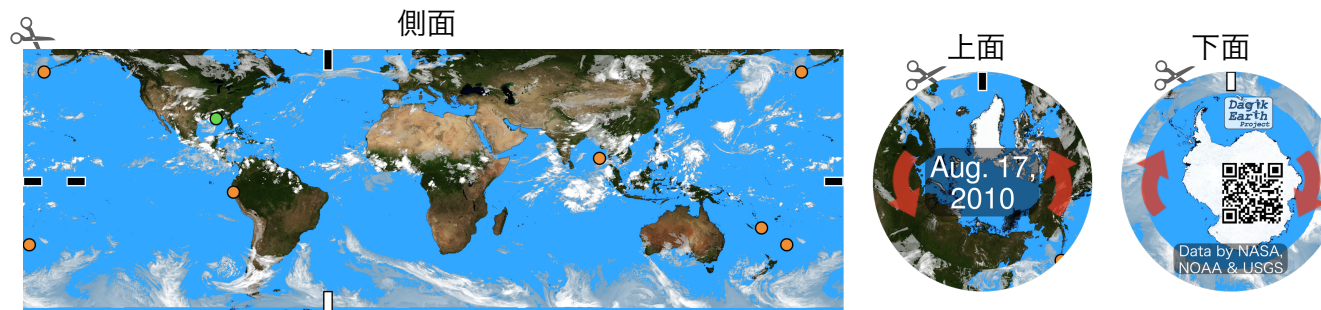 側面
上面
Aug. 17,
2010
下面
Dagik
Earth
Project
Data by NASA,
NOAA & USGS